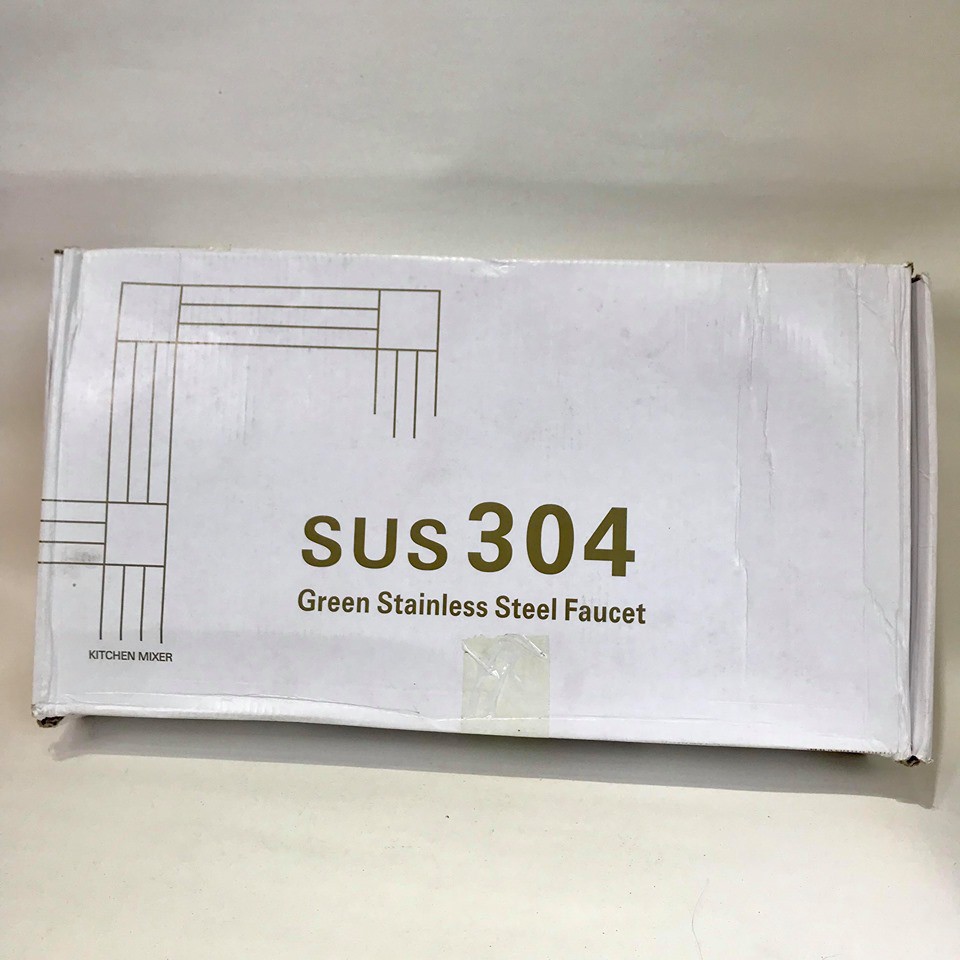 SUS 304
Green Stainless Steel Faucet
KITCHEN MIXER